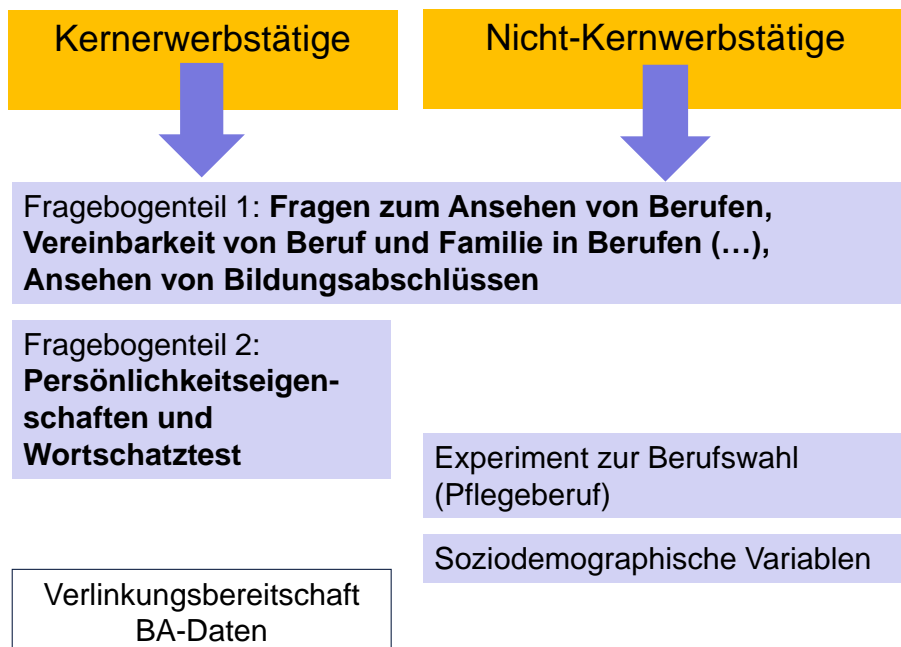 Kernerwerbstätige
Nicht-Kernwerbstätige
Fragebogenteil 1: Fragen zum Ansehen von Berufen,
Vereinbarkeit von Beruf und Familie in Berufen (…),
Ansehen von Bildungsabschlüssen
Fragebogenteil 2:
Persönlichkeitseigen-
schaften und
Wortschatztest
Experiment zur Berufswahl
(Pflegeberuf)
Soziodemographische Variablen
Verlinkungsbereitschaft
BA-Daten